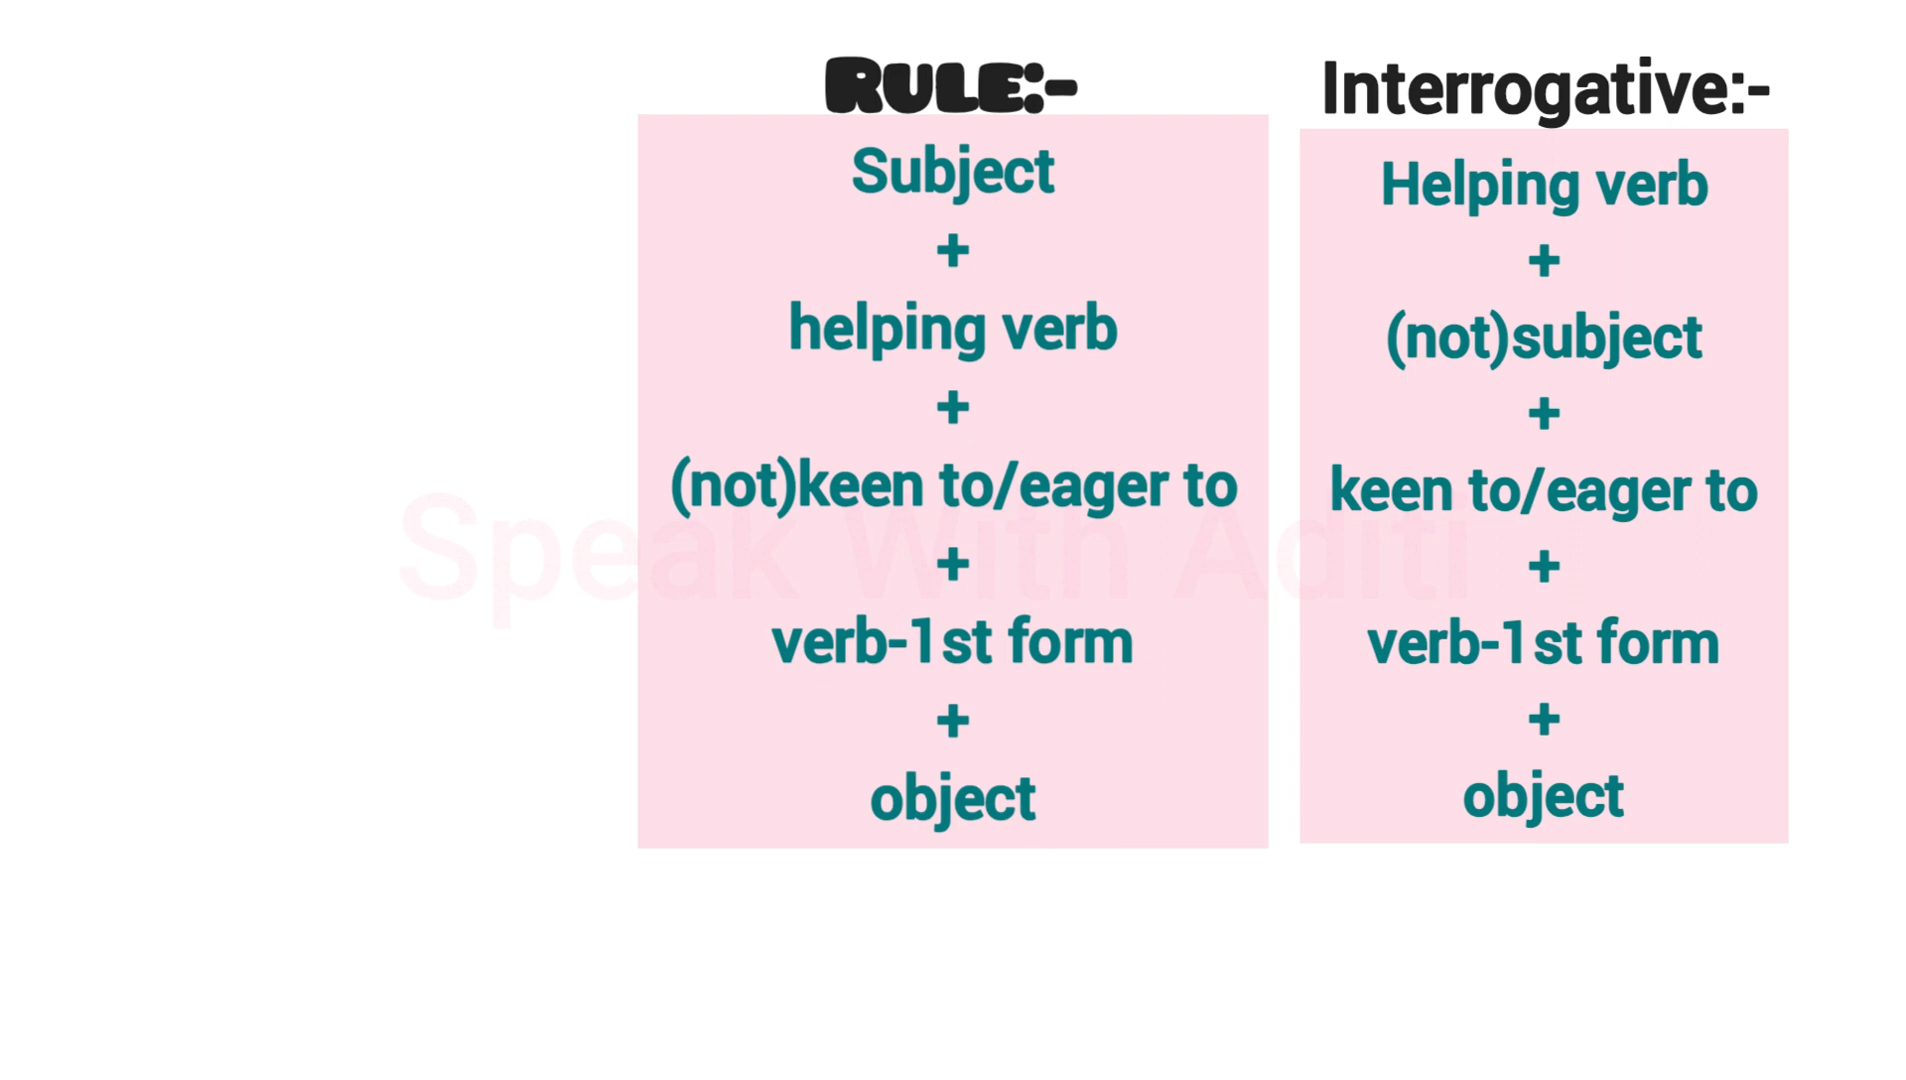 RULE:-
Subject
+
helping verb
+
(not)keen to/eager to
+
verb-1st form
+
object
Interrogative:-
Helping verb
+
(not)subject
+
keen to/eager to
+
verb-1st form
+
object
Speak With Aditi